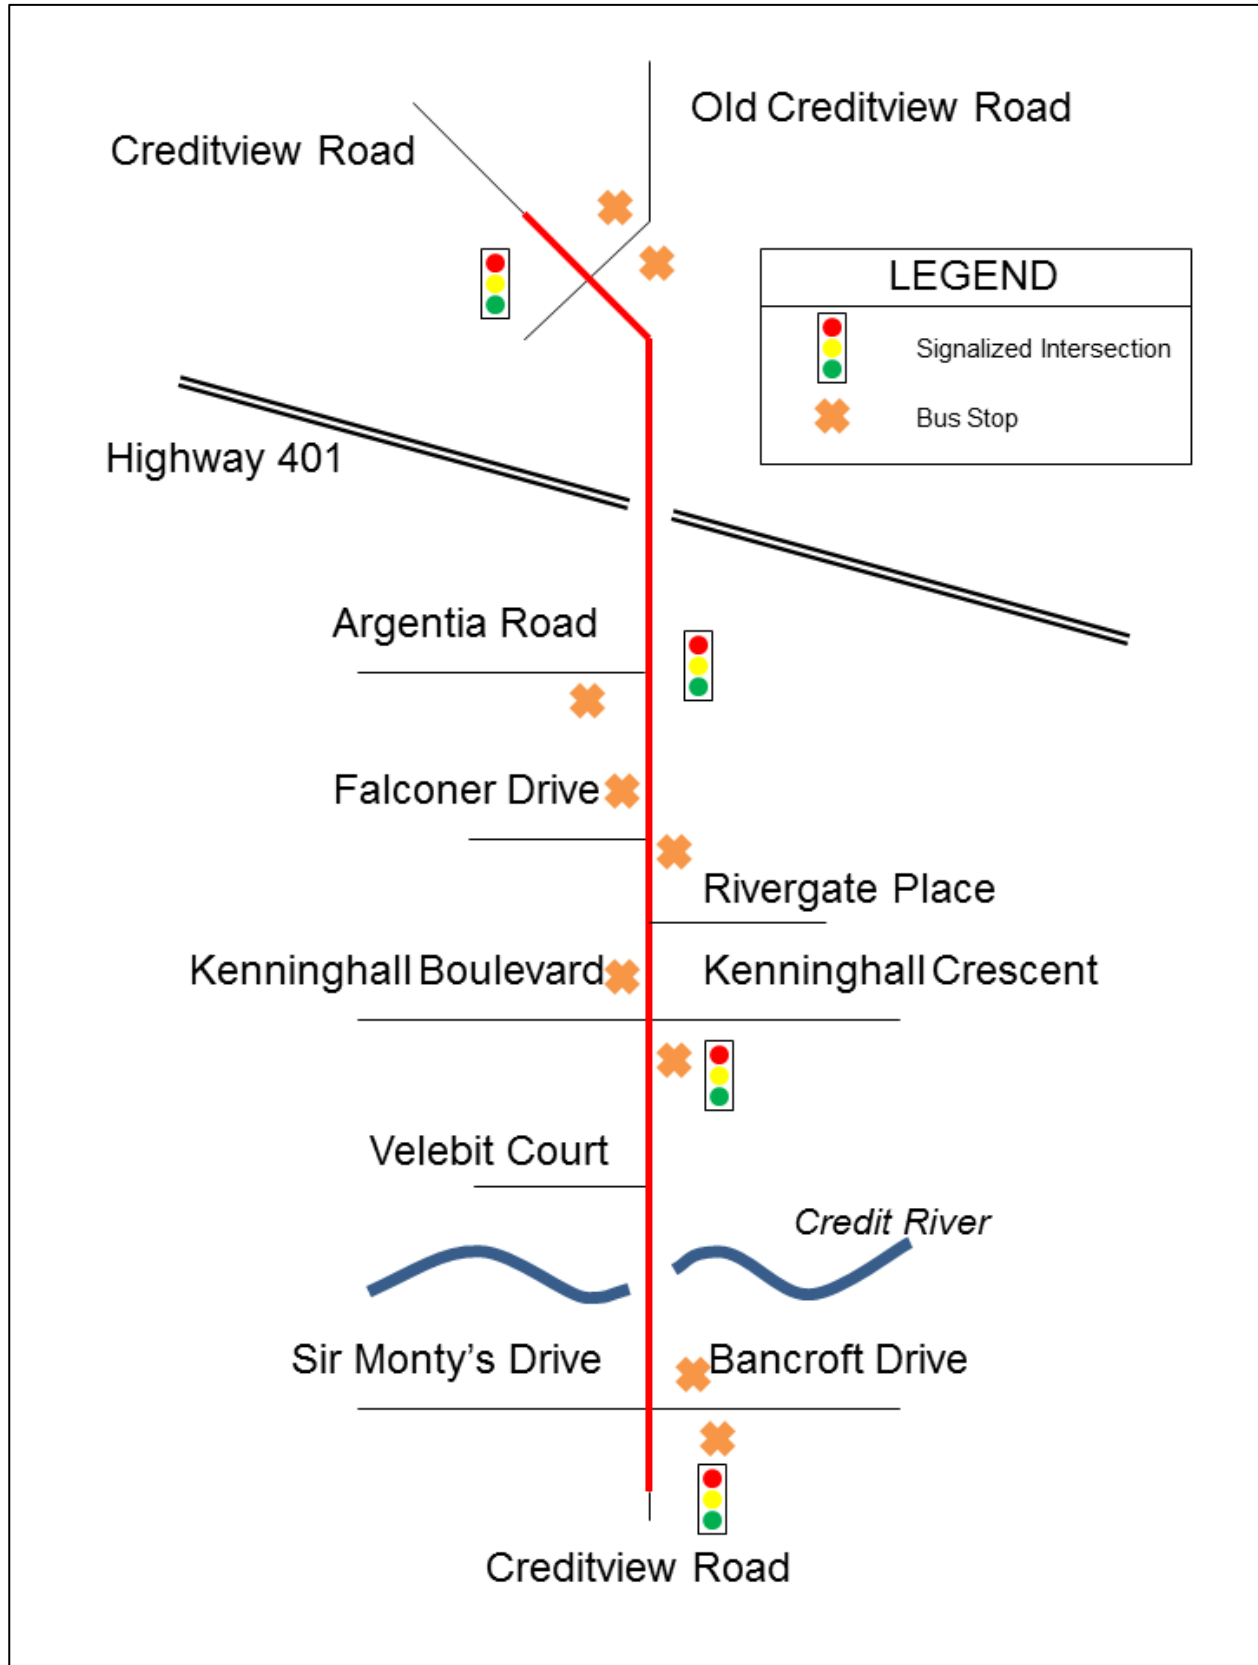 Old Creditview Road
Creditview Road
LEGEND
Signalized Intersection
Bus Stop
Highway 401
Argentia Road
Falconer Drive
Rivergate Place
Kenninghall Boulevard
Kenninghall Crescent
Velebit Court
Credit River
Sir Monty’s Drive
Bancroft Drive
Creditview Road